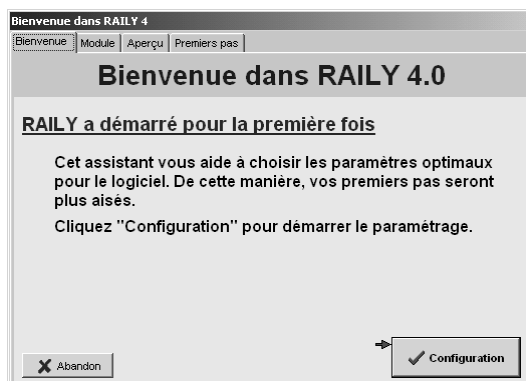 Bienvenue dans RAILY 4
Bienvenue Module Aperçu Premiers pas
Bienvenue dans RAILY 4.0
RAILY a démarré pour la première fois
Cet assistant vous aide à choisir les paramètres optimaux
pour le logiciel. De cette manière, vos premiers pas seront
plus aisés.
Cliquez "Configuration" pour démarrer le paramétrage.
Abandon
Configuration